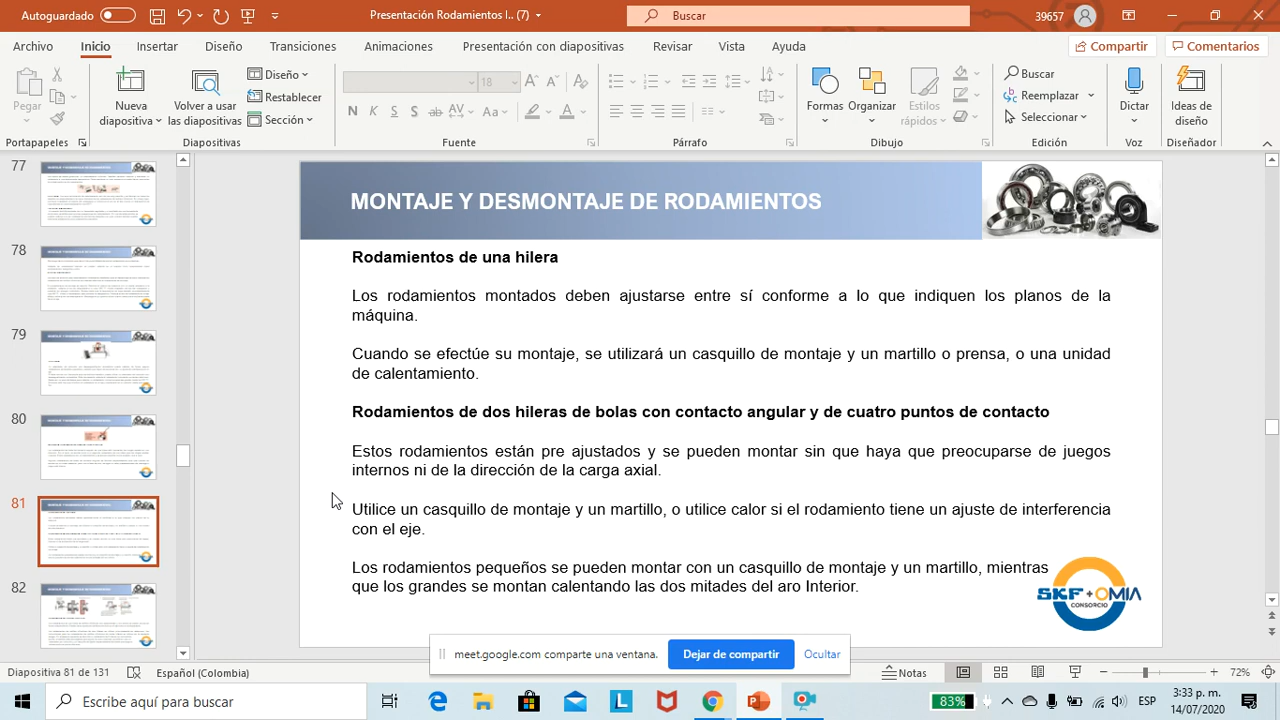 Autoguardado
Presentación Rodamientos I.. (7)
Buscar
39657
Archivo Inicio Insertar Diseño Transiciones Animaciones Presentación con diapositivas Revisar Vista Ayuda
Compartir Comentarios
Pegar
Nueva diapositiva
Volver a usar las diapositivas
Diseño
Restablecer
Sección
18
N K S S ab AV Aa A
Formas Organizar Estilos rápidos
Buscar
Reemplazar
Seleccionar
Dictar
Ideas de diseño
Portapapeles Diapositivas Fuente Párrafo Dibujo Edición Voz Diseñador
77
78
79
80
81
82
MONTAJE Y DESMONTAJE DE RODAMIENTOS
Rodamientos de una hilera
Los rodamientos montados deben ajustarse entre sí conforme a lo que indiquen los planos de la
máquina.
Cuando se efectúe su montaje, se utilizará un casquillo de montaje y un martillo o prensa, o una unidad
de calentamiento
Rodamientos de dos hileras de bolas con contacto angular y de cuatro puntos de contacto
Estos rodamientos están pre ajustados y se pueden montar sin que haya que preocuparse de juegos
internos ni de la dirección de la carga axial.
Utilice un casquillo de montaje y un martillo, o utilice calor si el rodamiento tiene un ajuste de interferencia
con el eje.
Los rodamientos pequeños se pueden montar con un casquillo de montaje y un martillo, mientras
que los grandes se montan calentando las dos mitades del aro Interior.
SKF + OMIA
CONSORCIO
meet.google.com comparte una ventana. Dejar de compartir Ocultar
Diapositiva 81 de 131 Español (Colombia) Notas 72%
Escribe aquí para buscar
83%
ESP
3:33 p. m.
14/07/2020